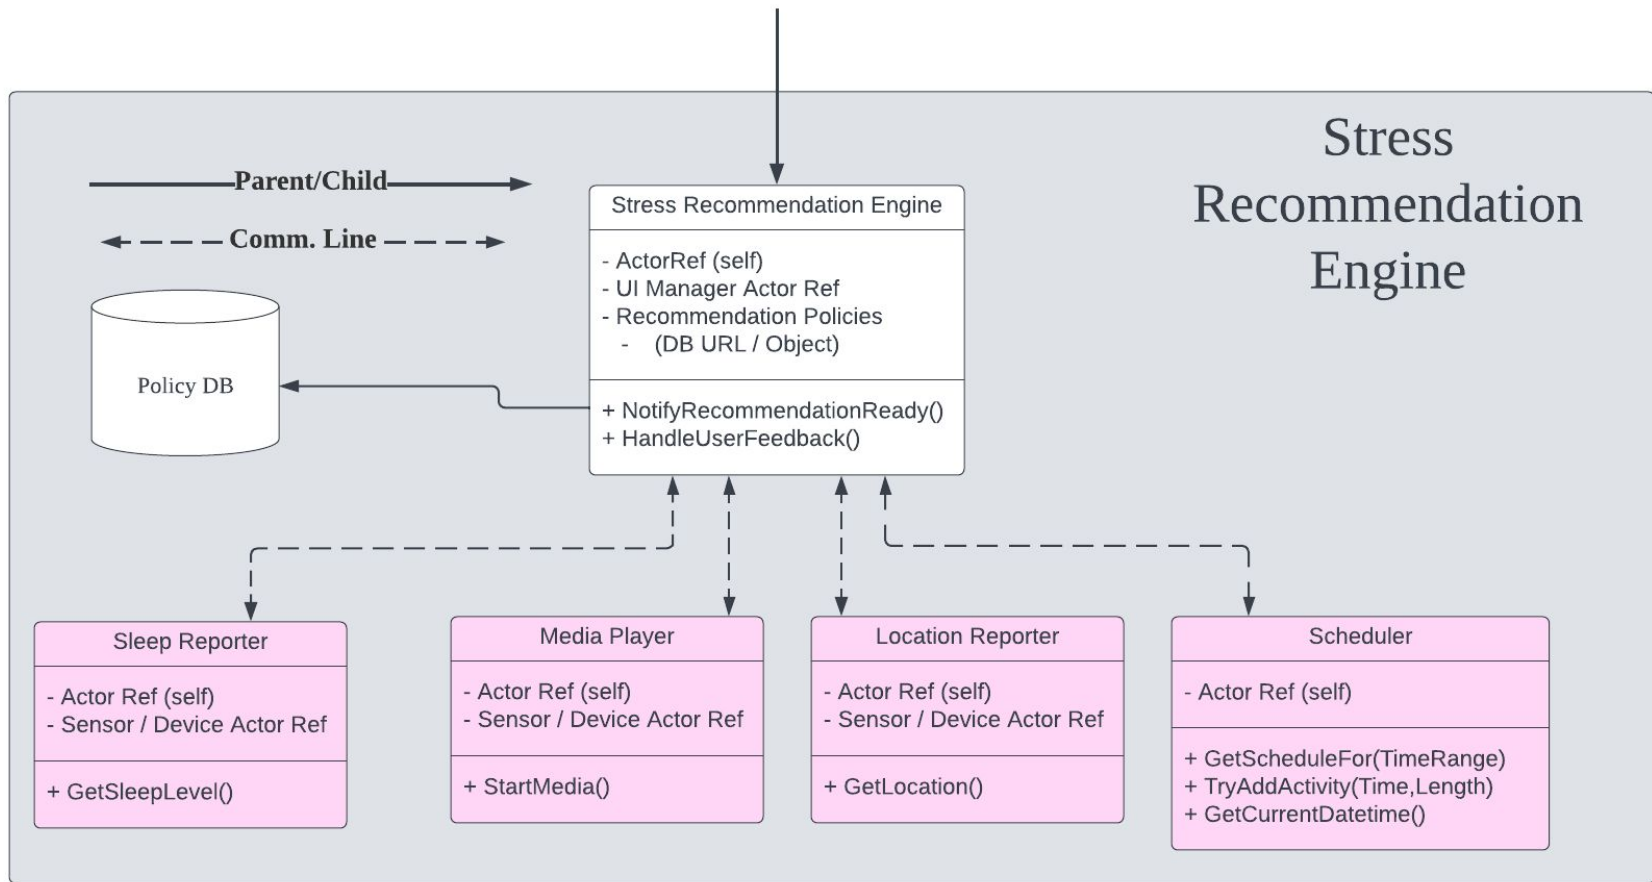 Stress
Recommendation
Engine
Parent/Child
Comm. Line
Policy DB
Stress Recommendation Engine
- ActorRef (self)
- UI Manager Actor Ref
- Recommendation Policies
- (DB URL / Object)
+ NotifyRecommendationReady()
+ HandleUserFeedback()
Sleep Reporter
- Actor Ref (self)
- Sensor / Device Actor Ref
+ GetSleepLevel()
Media Player
- Actor Ref (self)
- Sensor / Device Actor Ref
+ StartMedia()
Location Reporter
- Actor Ref (self)
- Sensor / Device Actor Ref
+ GetLocation()
Scheduler
- Actor Ref (self)
+ GetScheduleFor(TimeRange)
+ TryAddActivity(Time,Length)
+ GetCurrentDatetime()